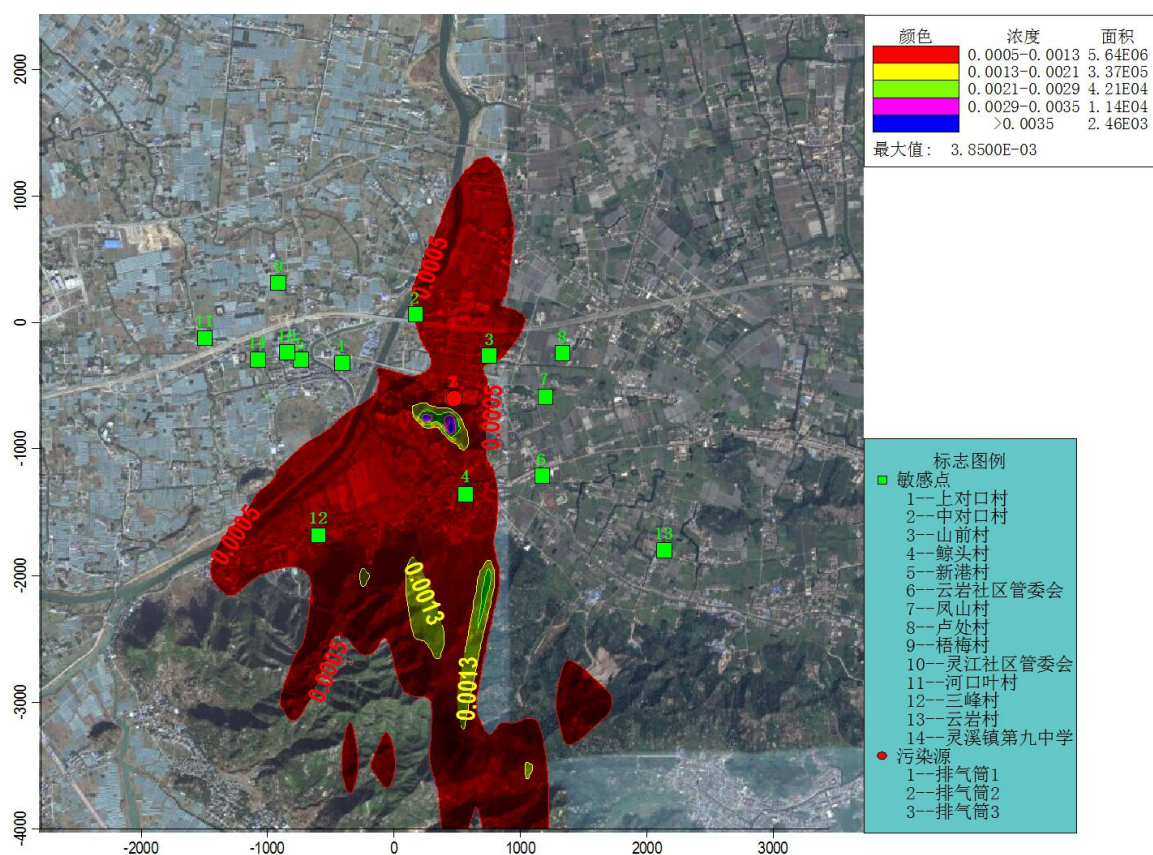 颜色 浓度 面积
0.0005-0.0013 5.64E06
0.0013-0.0021 3.37E05
0.0021-0.0029 4.21E04
0.0029-0.0035 1.14E04
>0.0035 2.46E03
最大值: 3.8500E-03
2000
1000
0
-1000
-2000
-3000
-4000
0.0005
9
2
11
14
5
1
3
8
7
0.0005
6
4
0.0005
12
13
0.0013
0.0013
0.0005
标志图例
敏感点
1--上对口村
2--中对口村
3--山前村
4--鲸头村
5--新港村
6--云岩社区管委会
7--凤山村
8--卢处村
9--梧梅村
10--灵江社区管委会
11--河口叶村
12--三峰村
13--云岩村
14--灵溪镇第九中学
污染源
1--排气筒1
2--排气筒2
3--排气筒3
-2000 -1000 0 1000 2000 3000